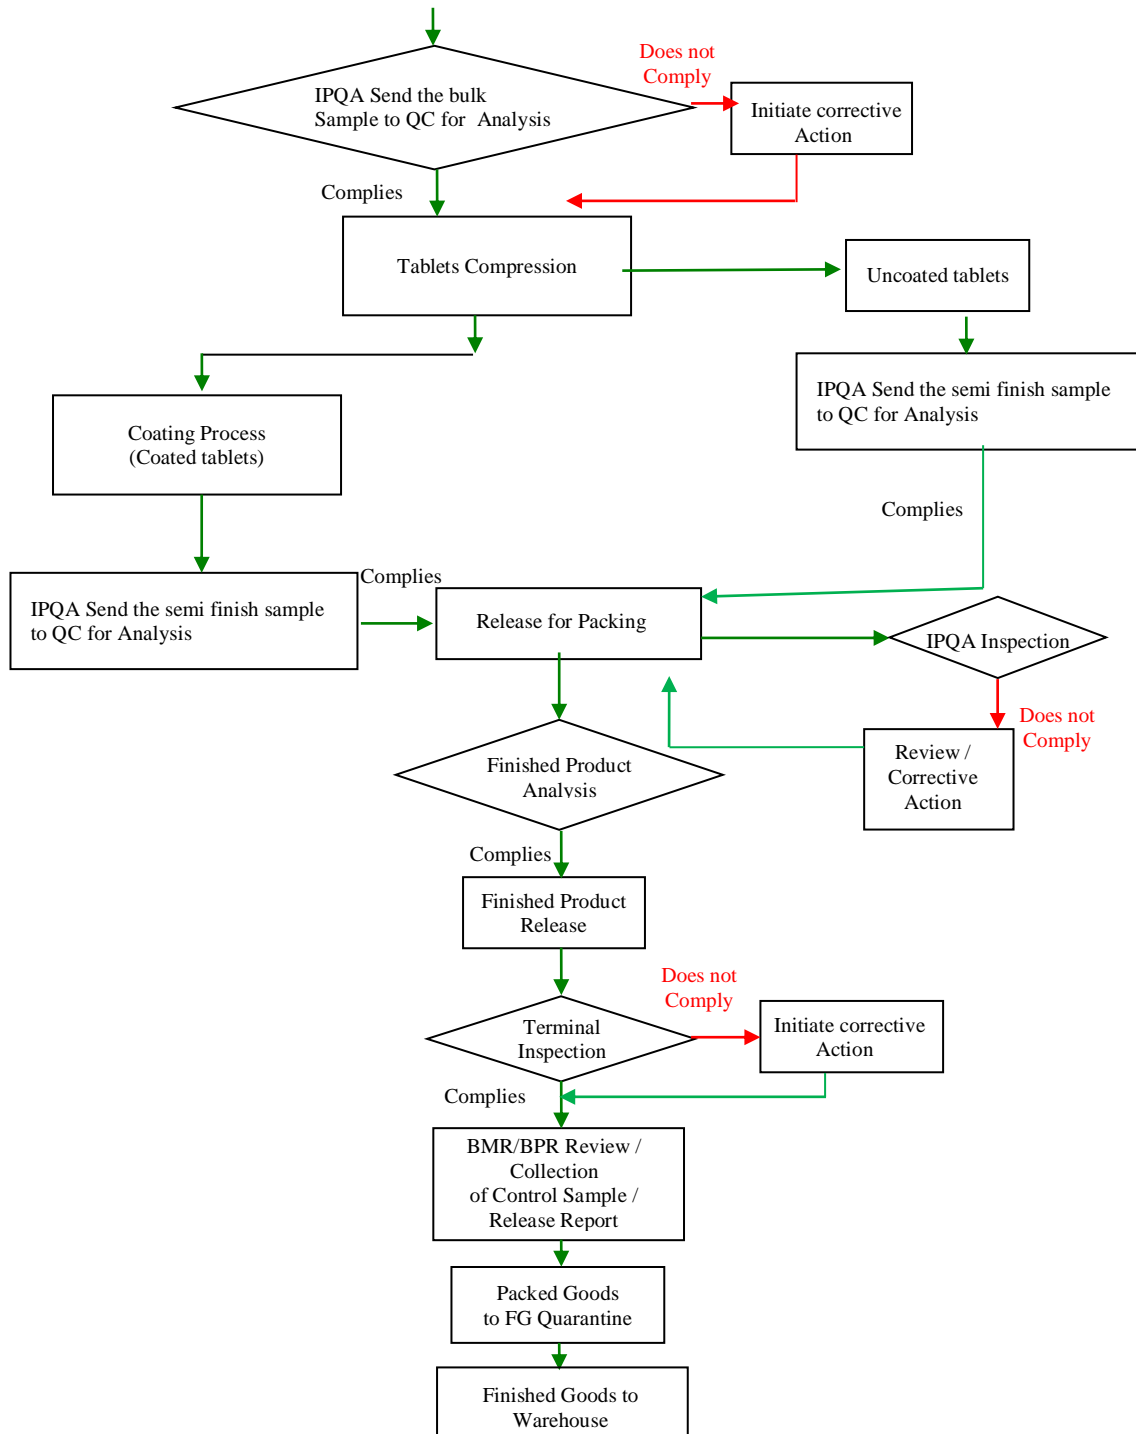 Does not
Comply
IPQA Send the bulk
Sample to QC for Analysis
Initiate corrective
Action
Complies
Tablets Compression
Uncoated tablets
IPQA Send the semi finish sample
to QC for Analysis
Coating Process
(Coated tablets)
Complies
Complies
IPQA Send the semi finish sample
to QC for Analysis
Release for Packing
IPQA Inspection
Does not
Comply
Review /
Corrective
Action
Finished Product
Analysis
Complies
Finished Product
Release
Does not
Comply
Terminal
Inspection
Initiate corrective
Action
Complies
BMR/BPR Review /
Collection
of Control Sample /
Release Report
Packed Goods
to FG Quarantine
Finished Goods to
Warehouse